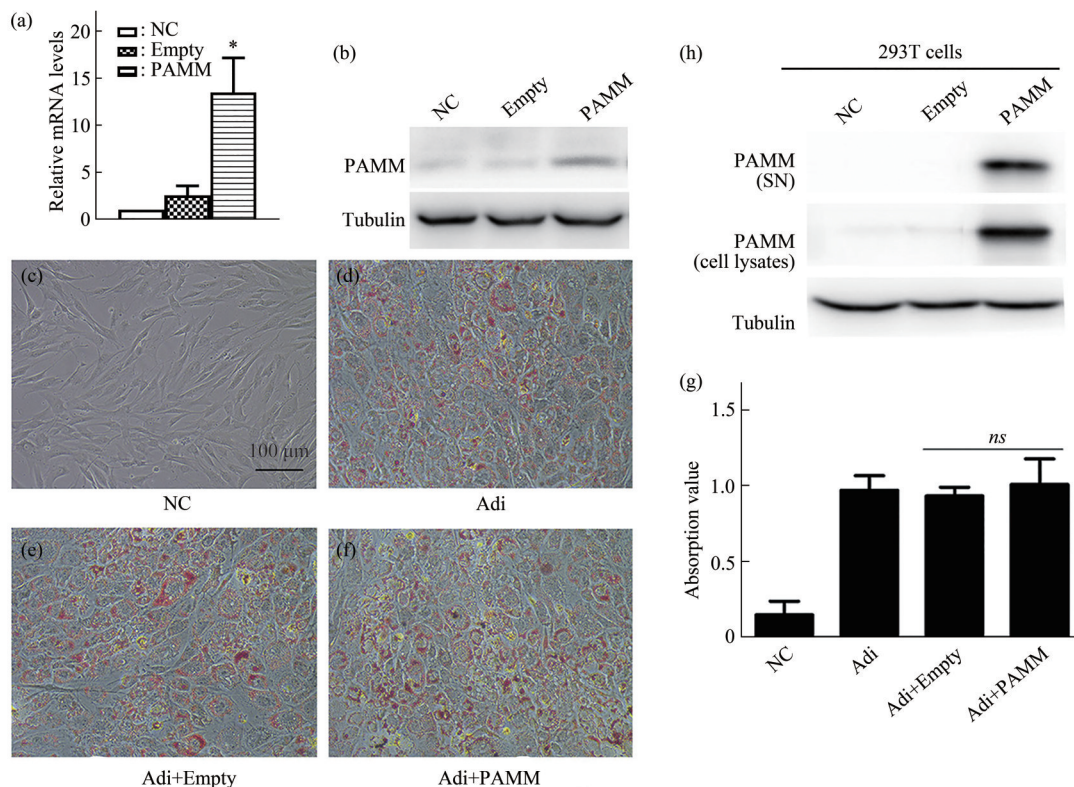 (a)
: NC
: Empty
: PAMM
*
20
15
10
5
0
Relative mRNA levels
(b)
NC
Empty
PAMM
PAMM
Tubulin
(c)
100 μm
NC
(d)
Adi
(e)
Adi+Empty
(f)
Adi+PAMM
(h)
293T cells
NC
Empty
PAMM
PAMM
(SN)
PAMM
(cell lysates)
Tubulin
(g)
1.5
1.0
0.5
0
Absorption value
ns
NC
Adi
Adi+Empty
Adi+PAMM